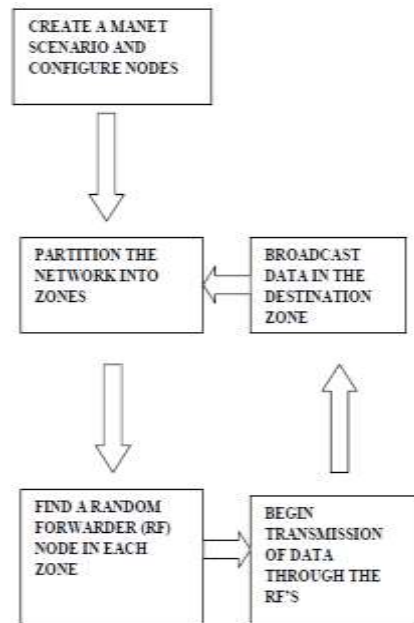 CREATE A MANET
SCENARIO AND
CONFIGURE NODES
PARTITION THE
NETWORK INTO
ZONES
BROADCAST
DATA IN THE
DESTINATION
ZONE
FIND A RANDOM
FORWARDER (RF)
NODE IN EACH
ZONE
BEGIN
TRANSMISSION
OF DATA
THROUGH THE
RF'S